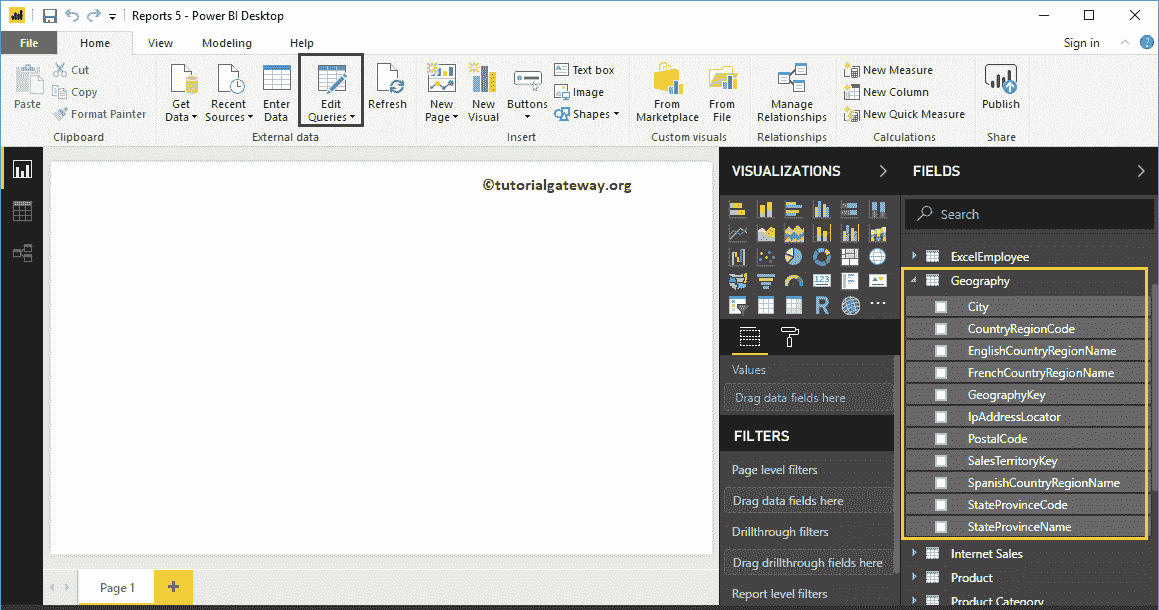 Reports 5 - Power BI Desktop
File Home View Modeling Help Sign in
Paste
Cut
Copy
Format Painter
Clipboard
Get Data
Recent Sources
Enter Data
Edit Queries
Refresh
External data
New Page
New Visual
Buttons
Text box
Image
Shapes
Insert
From Marketplace
From File
Custom visuals
Manage Relationships
Relationships
New Measure
New Column
New Quick Measure
Calculations
Publish
Share
©tutorialgateway.org
Page 1
+
VISUALIZATIONS
123
R
Values
Drag data fields here
FILTERS
Page level filters
Drag data fields here
Drillthrough filters
Drag drillthrough fields here
Report level filters
FIELDS
Search
ExcelEmployee
Geography
City
CountryRegionCode
EnglishCountryRegionName
FrenchCountryRegionName
GeographyKey
IpAddressLocator
PostalCode
SalesTerritoryKey
SpanishCountryRegionName
StateProvinceCode
StateProvinceName
Internet Sales
Product
Product Category